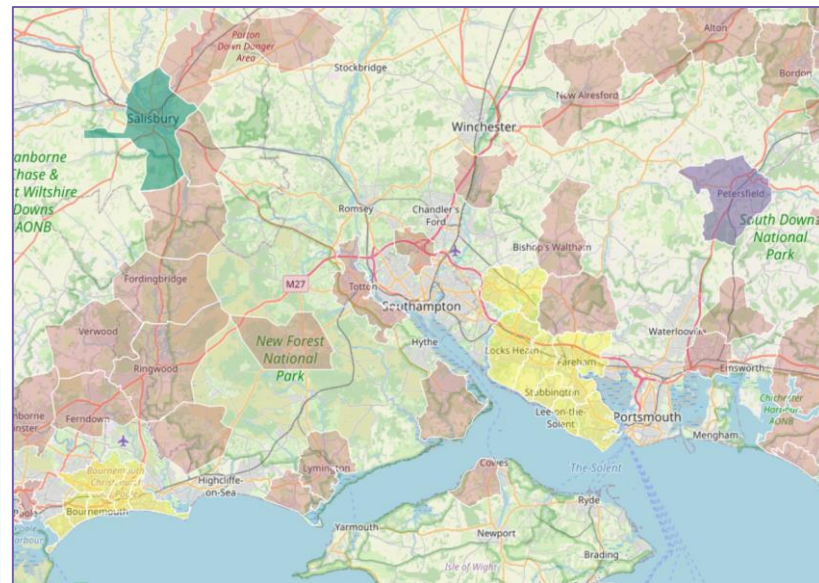 Alton
Parton
Down Danger
Area
Stockbridge
Bordon
New Alresford
Salisbury
Winchester
anborne
Chase &
t Wiltshire
Downs
AONB
Petersfield
Romsey
Chandler's
Ford
South Downs
National
Park
Bishop's Waltham
Fordingbridge
M27
Totton
Southampton
Verwood
Waterlooville
New Forest
National
Park
Hythe
Locks Heath
Fareham
Ringwood
Emsworth
Stubbington
Chichester
Harbour
AONB
anborne
inster
Ferndown
Lee-on-the-
Solent
Portsmouth
Mengham
Bournemouth
Lymington
Cowes
The-Solent
Highcliffe
-on-Sea
Bournemouth
Ryde
Yarmouth
Newport
Brading
Isle of Wight